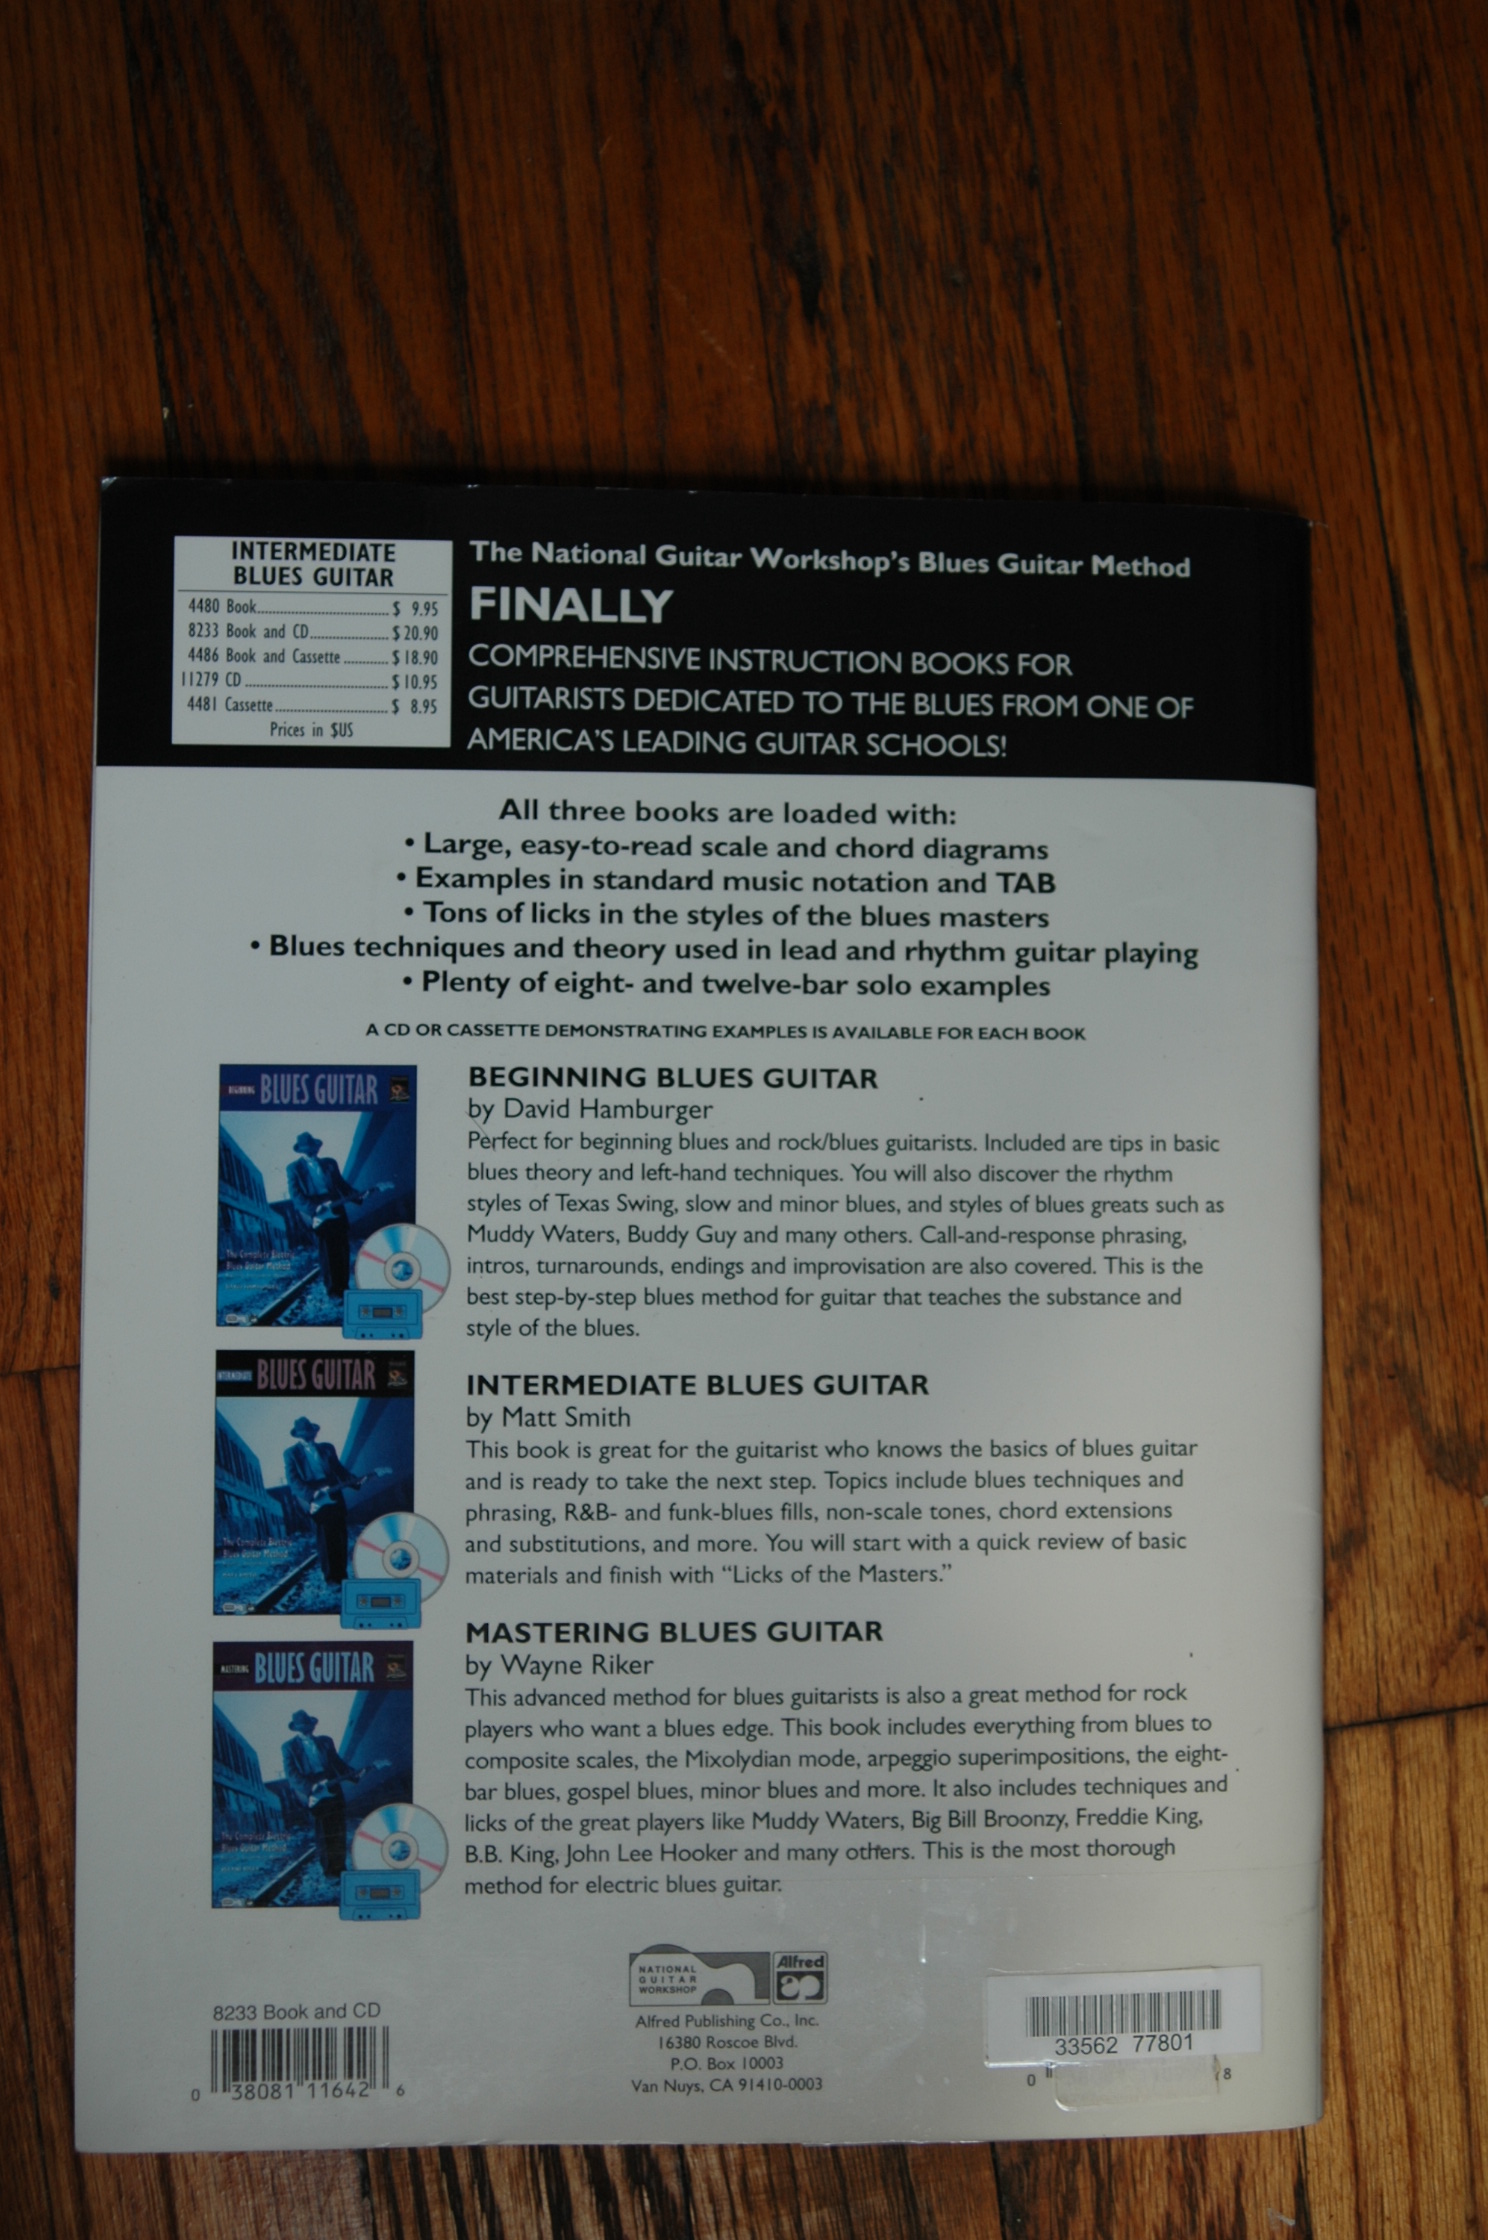 INTERMEDIATE
BLUES GUITAR
4480 Book..............................$ 9.95
8233 Book and CD..................$ 20.90
4486 Book and Cassette...........$ 18.90
11279 CD.................................$ 10.95
4481 Cassette..........................$ 8.95
Prices in $US
The National Guitar Workshop's Blues Guitar Method
FINALLY
COMPREHENSIVE INSTRUCTION BOOKS FOR
GUITARISTS DEDICATED TO THE BLUES FROM ONE OF
AMERICA'S LEADING GUITAR SCHOOLS!
All three books are loaded with:
• Large, easy-to-read scale and chord diagrams
• Examples in standard music notation and TAB
• Tons of licks in the styles of the blues masters
• Blues techniques and theory used in lead and rhythm guitar playing
• Plenty of eight- and twelve-bar solo examples
A CD OR CASSETTE DEMONSTRATING EXAMPLES IS AVAILABLE FOR EACH BOOK
BEGINNING BLUES GUITAR
The Complete Electric
Blues Guitar Method
BEGINNING BLUES GUITAR
by David Hamburger
Perfect for beginning blues and rock/blues guitarists. Included are tips in basic
blues theory and left-hand techniques. You will also discover the rhythm
styles of Texas Swing, slow and minor blues, and styles of blues greats such as
Muddy Waters, Buddy Guy and many others. Call-and-response phrasing,
intros, turnarounds, endings and improvisation are also covered. This is the
best step-by-step blues method for guitar that teaches the substance and
style of the blues.
INTERMEDIATE BLUES GUITAR
The Complete Electric
Blues Guitar Method
INTERMEDIATE BLUES GUITAR
by Matt Smith
This book is great for the guitarist who knows the basics of blues guitar
and is ready to take the next step. Topics include blues techniques and
phrasing, R&B- and funk-blues fills, non-scale tones, chord extensions
and substitutions, and more. You will start with a quick review of basic
materials and finish with “Licks of the Masters.”
MASTERING BLUES GUITAR
The Complete Electric
Blues Guitar Method
MASTERING BLUES GUITAR
by Wayne Riker
This advanced method for blues guitarists is also a great method for rock
players who want a blues edge. This book includes everything from blues to
composite scales, the Mixolydian mode, arpeggio superimpositions, the eight-
bar blues, gospel blues, minor blues and more. It also includes techniques and
licks of the great players like Muddy Waters, Big Bill Broonzy, Freddie King,
B.B. King, John Lee Hooker and many others. This is the most thorough
method for electric blues guitar.
8233 Book and CD
0 38081 11642 6
NATIONAL
GUITAR
WORKSHOP
Alfred
Alfred Publishing Co., Inc.
16380 Roscoe Blvd.
P.O. Box 10003
Van Nuys, CA 91410-0003
33562 77801
0 8